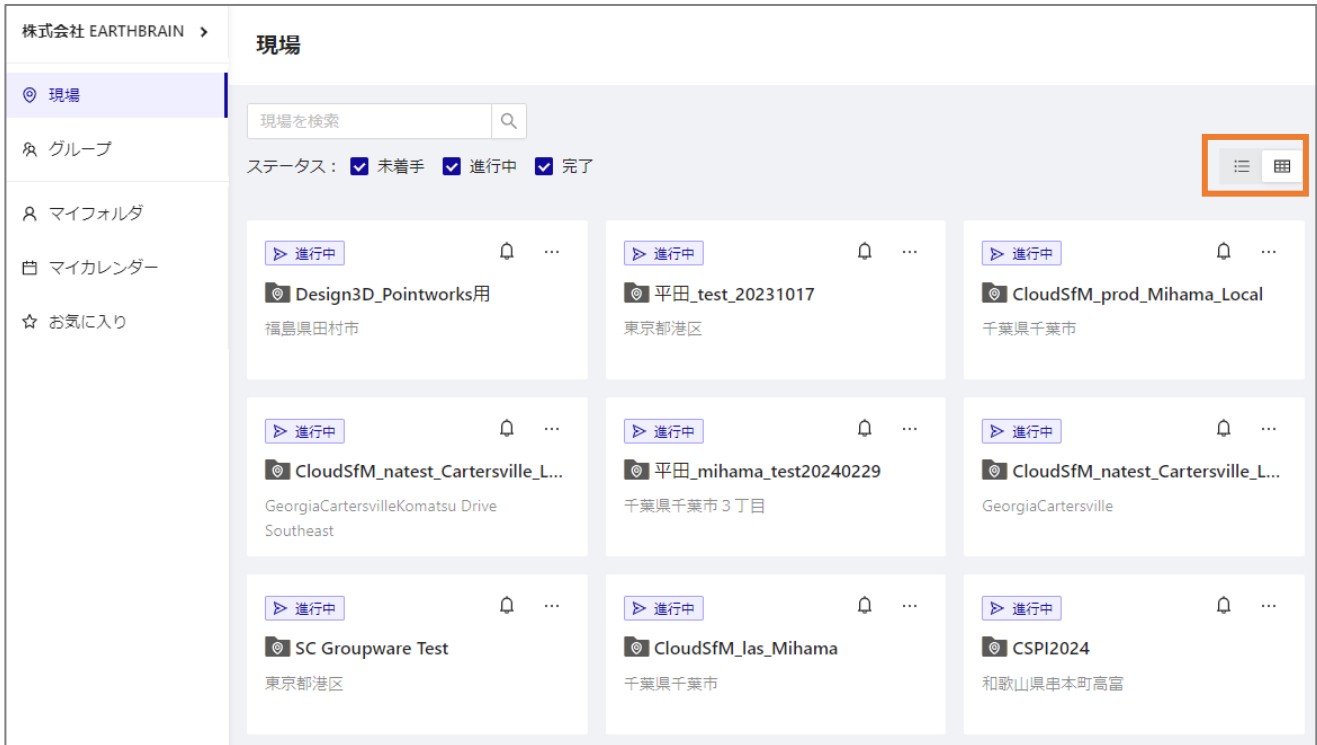 株式会社 EARTHBRAIN
現場
グループ
マイフォルダ
マイカレンダー
お気に入り
現場
現場を検索
ステータス： 未着手 進行中 完了
進行中
Design3D_Pointworks用
福島県田村市
進行中
平田_test_20231017
東京都港区
進行中
CloudSfM_prod_Mihama_Local
千葉県千葉市
進行中
CloudSfM_natest_Cartersville_L...
GeorgiaCartersvilleKomatsu Drive
Southeast
進行中
平田_mihama_test20240229
千葉県千葉市３丁目
進行中
CloudSfM_natest_Cartersville_L...
GeorgiaCartersville
進行中
SC Groupware Test
東京都港区
進行中
CloudSfM_las_Mihama
千葉県千葉市
進行中
CSPI2024
和歌山県串本町高富